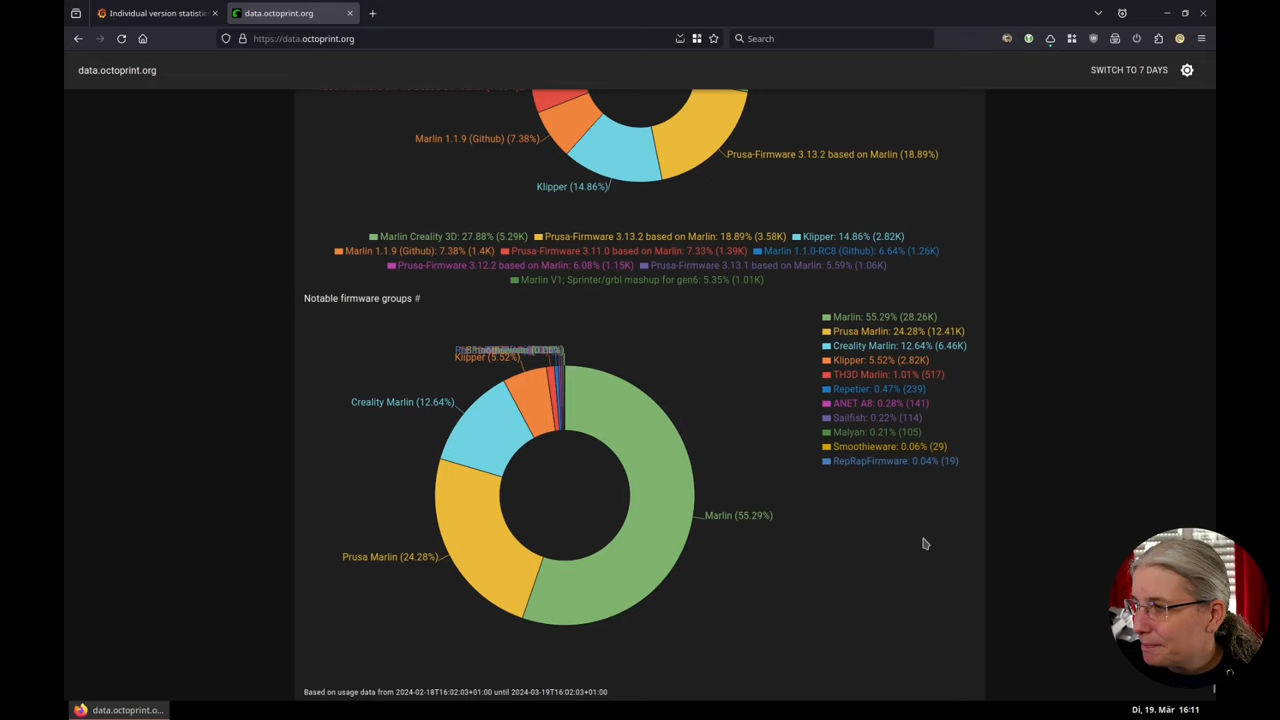 Individual version statistic
data.octoprint.org
https://data.octoprint.org
Search
data.octoprint.org
SWITCH TO 7 DAYS
Marlin 1.1.9 (Github) (7.38%)
Prusa-Firmware 3.13.2 based on Marlin (18.89%)
Klipper (14.86%)
Marlin Creality 3D: 27.88% (5.29K) Prusa-Firmware 3.13.2 based on Marlin: 18.89% (3.58K) Klipper: 14.86% (2.82K)
Marlin 1.1.9 (Github): 7.38% (1.4K) Prusa-Firmware 3.11.0 based on Marlin: 7.33% (1.39K) Marlin 1.1.0-RC8 (Github): 6.64% (1.26K)
Prusa-Firmware 3.12.2 based on Marlin: 6.08% (1.15K) Prusa-Firmware 3.13.1 based on Marlin: 5.59% (1.06K)
Marlin V1; Sprinter/grbl mashup for gen6: 5.35% (1.01K)
Notable firmware groups #
Marlin: 55.29% (28.26K)
Prusa Marlin: 24.28% (12.41K)
Creality Marlin: 12.64% (6.46K)
Klipper: 5.52% (2.82K)
TH3D Marlin: 1.01% (517)
Repetier: 0.47% (239)
ANET A8: 0.28% (141)
Sailfish: 0.22% (114)
Malyan: 0.21% (105)
Smoothieware: 0.06% (29)
RepRapFirmware: 0.04% (19)
Klipper (5.52%)
Creality Marlin (12.64%)
Marlin (55.29%)
Prusa Marlin (24.28%)
Based on usage data from 2024-02-18T16:02:03+01:00 until 2024-03-19T16:02:03+01:00
data.octoprint.o...
Di, 19. Mär 16:11